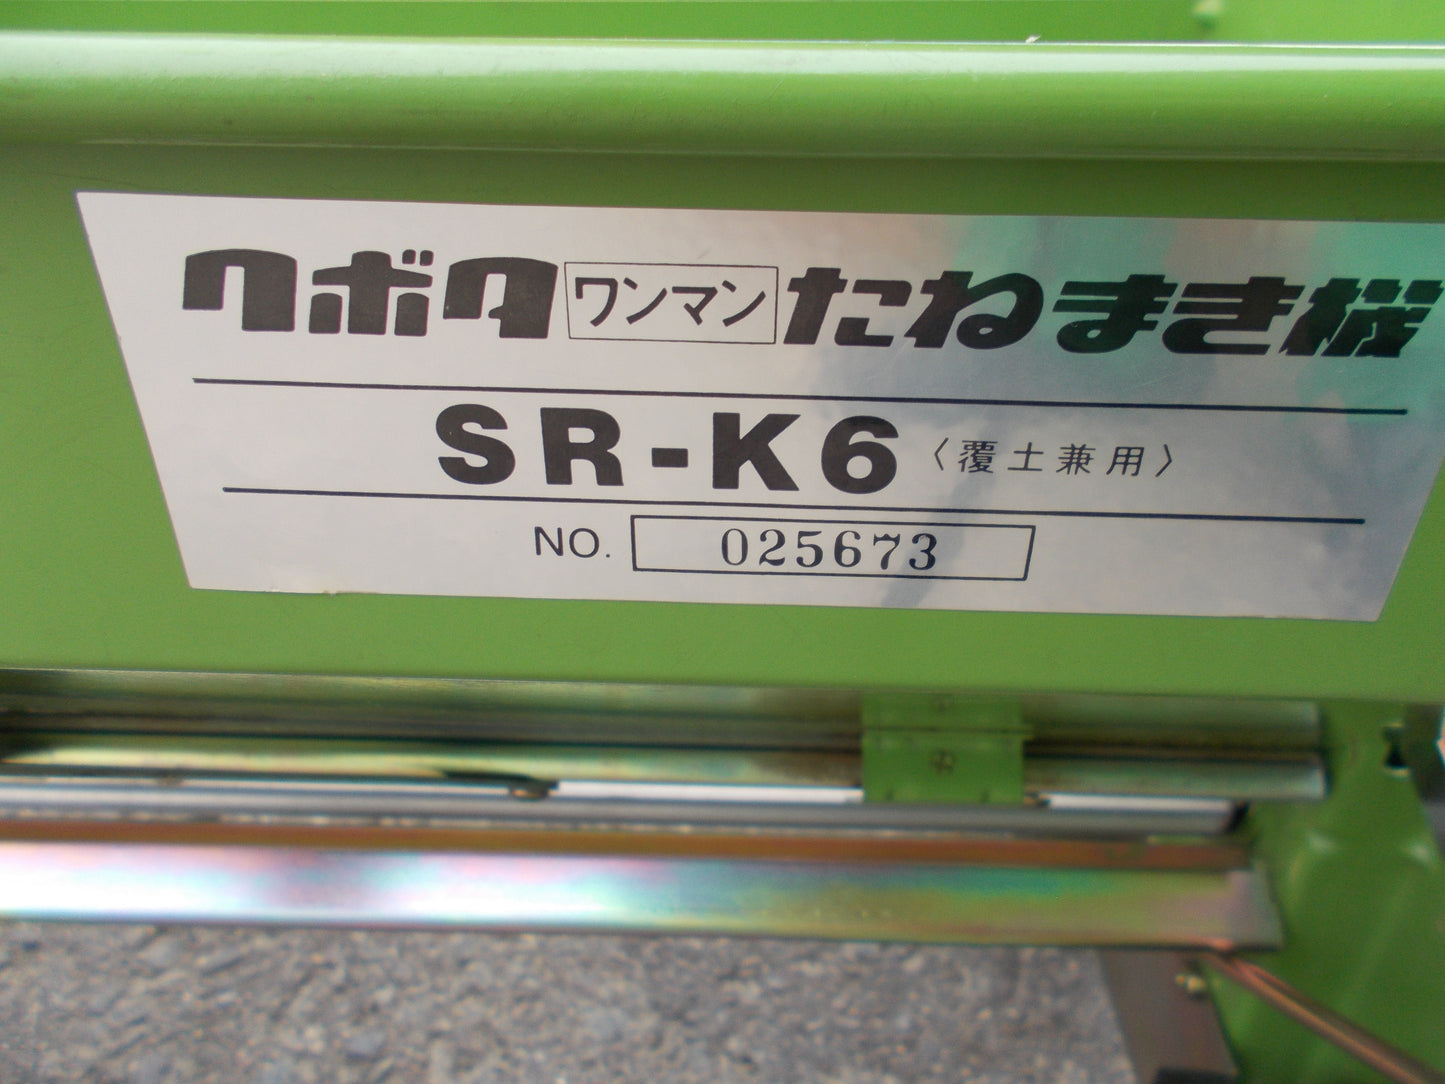 クボタ ワンマン たねまき機
SR-K6 〈覆土兼用〉
NO. 025673